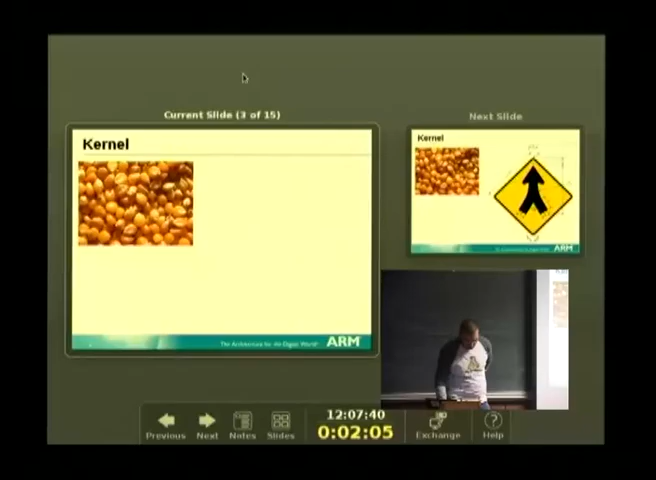 Current Slide (3 of 15)
Next Slide
Kernel
The Architecture for the Digital World®
ARM
Kernel
ARM
12:07:40
0:02:05
Previous
Next
Notes
Slides
Exchange
Help